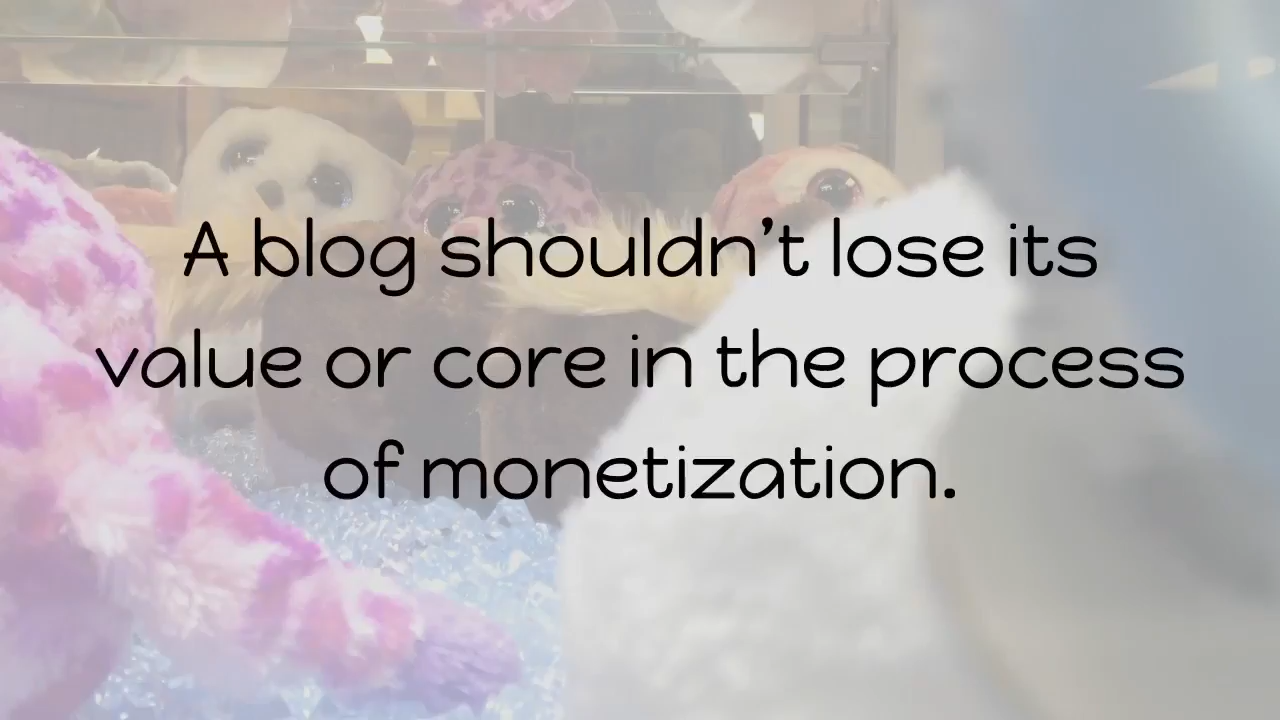 A blog shouldn’t lose its
value or core in the process
of monetization.